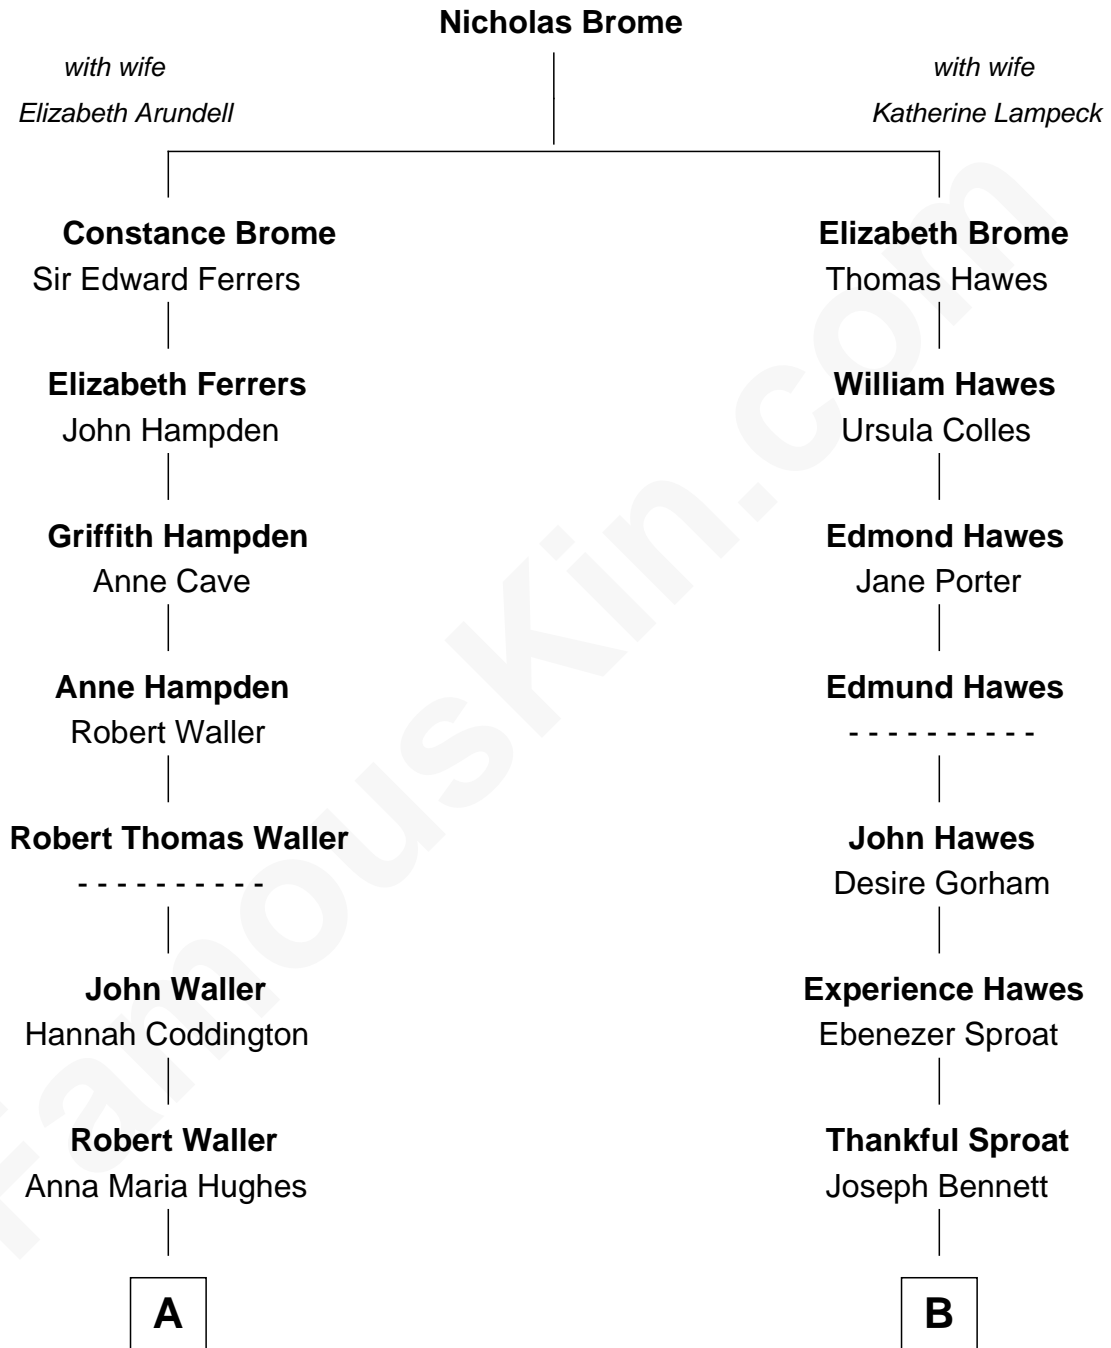 Nicholas Brome
with wife
Elizabeth Arundell
with wife
Katherine Lampeck
Constance Brome
Sir Edward Ferrers
Elizabeth Brome
Thomas Hawes
Elizabeth Ferrers
John Hampden
William Hawes
Ursula Colles
Griffith Hampden
Anne Cave
Edmond Hawes
Jane Porter
Anne Hampden
Robert Waller
Edmund Hawes
- - - - - - - - - -
Robert Thomas Waller
- - - - - - - - - -
John Hawes
Desire Gorham
John Waller
Hannah Coddington
Experience Hawes
Ebenezer Sproat
Robert Waller
Anna Maria Hughes
Thankful Sproat
Joseph Bennett
A
B
FamousKin.com